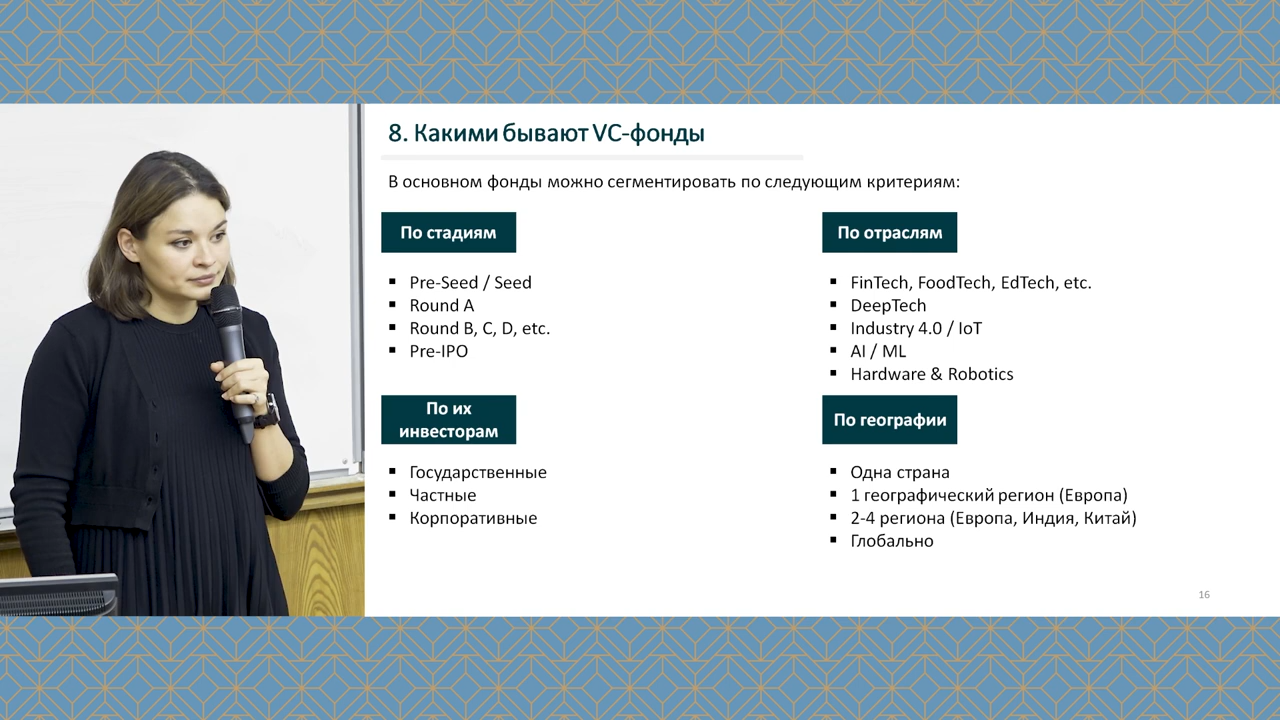 8. Какими бывают VC-фонды
В основном фонды можно сегментировать по следующим критериям:
По стадиям
▪ Pre-Seed / Seed
▪ Round A
▪ Round B, C, D, etc.
▪ Pre-IPO
По отраслям
▪ FinTech, FoodTech, EdTech, etc.
▪ DeepTech
▪ Industry 4.0 / IoT
▪ AI / ML
▪ Hardware & Robotics
По их
инвесторам
▪ Государственные
▪ Частные
▪ Корпоративные
По географии
▪ Одна страна
▪ 1 географический регион (Европа)
▪ 2-4 региона (Европа, Индия, Китай)
▪ Глобально
16